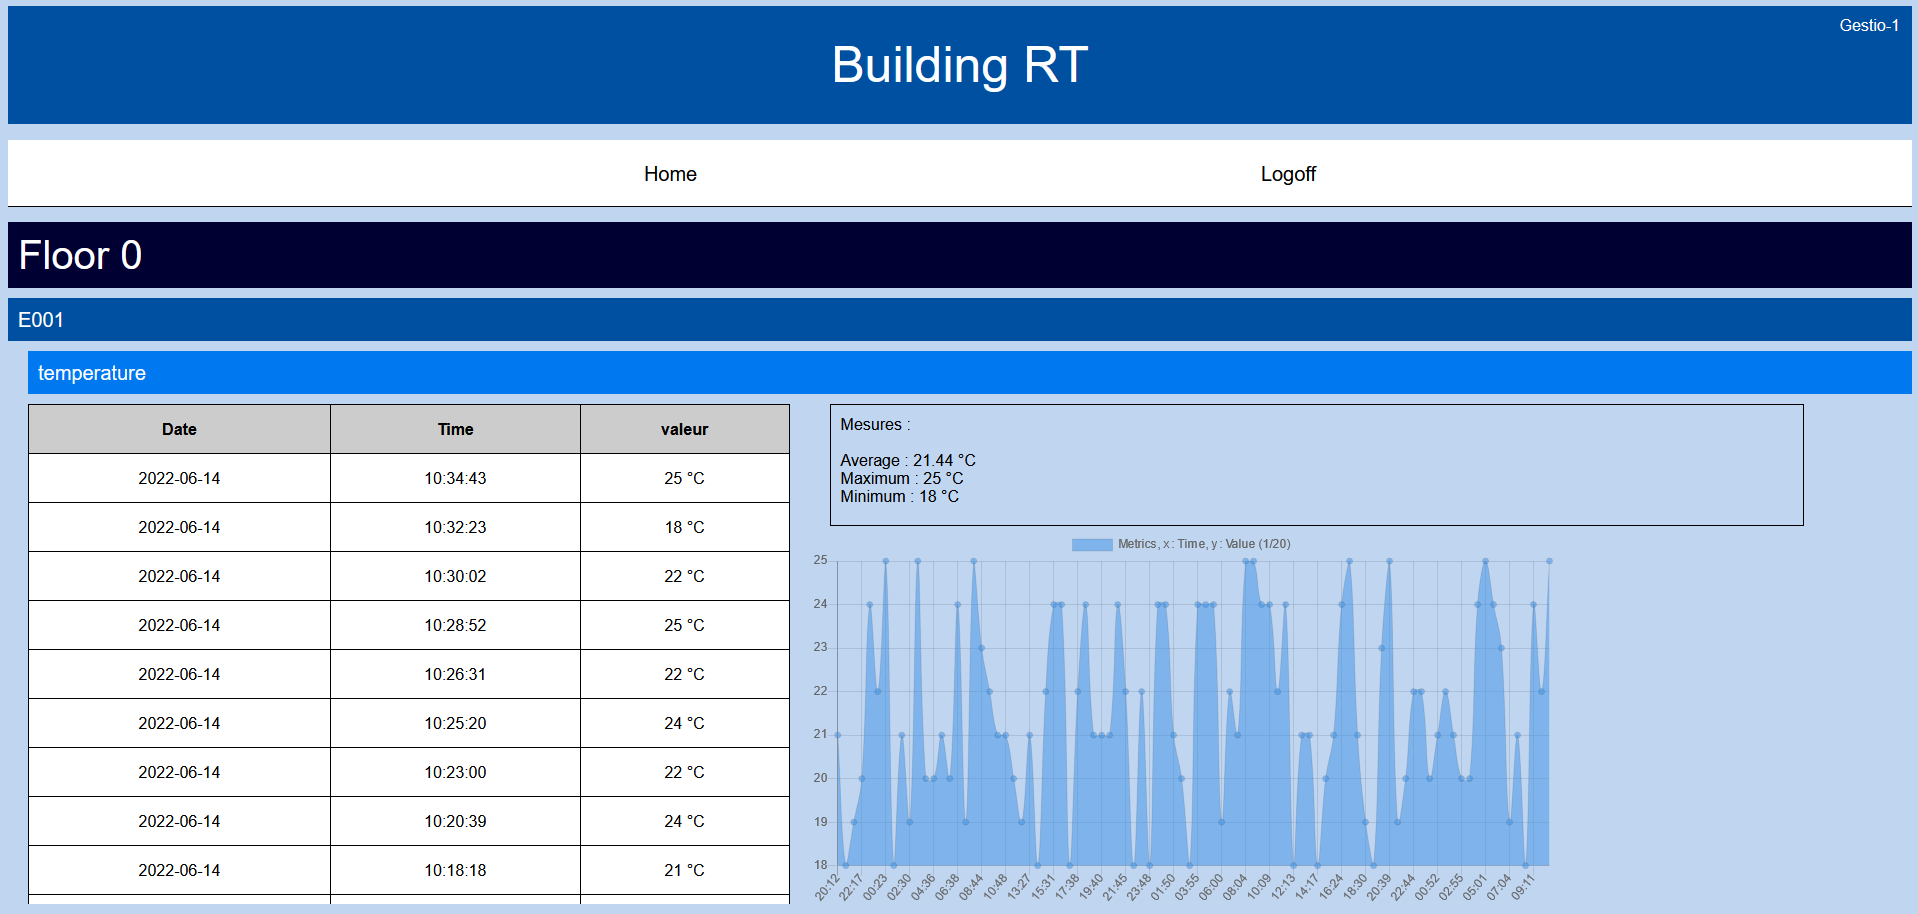 Gestio-1
Building RT
Home Logoff
Floor 0
E001
temperature
Date Time valeur
2022-06-14 10:34:43 25 °C
2022-06-14 10:32:23 18 °C
2022-06-14 10:30:02 22 °C
2022-06-14 10:28:52 25 °C
2022-06-14 10:26:31 22 °C
2022-06-14 10:25:20 24 °C
2022-06-14 10:23:00 22 °C
2022-06-14 10:20:39 24 °C
2022-06-14 10:18:18 21 °C
Mesures :
Average : 21.44 °C
Maximum : 25 °C
Minimum : 18 °C
Metrics, x : Time, y : Value (1/20)
25
24
23
22
21
20
19
18
20:12 22:17 00:23 02:30 04:36 06:38 08:44 10:48 13:27 15:31 17:38 19:40 21:45 23:48 01:50 03:55 06:00 08:04 10:09 12:13 14:17 16:24 18:30 20:39 22:44 00:52 02:55 05:01 07:04 09:11